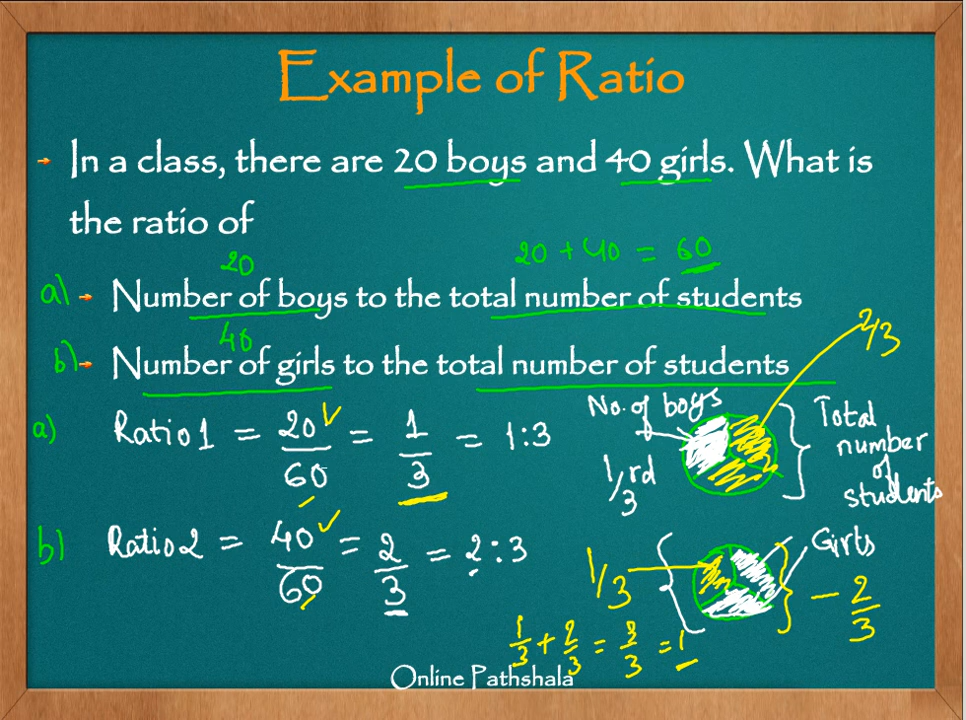 Example of Ratio
In a class, there are 20 boys and 40 girls. What is
the ratio of
20
20 + 40 = 60
a) Number of boys to the total number of students
40
b) Number of girls to the total number of students
2/3
a) Ratio 1 = 20/60 = 1/3 = 1:3
No. of boys
1/3 rd
Total
number
of
students
b) Ratio 2 = 40/60 = 2/3 = 2:3
1/3
Girls
- 2/3
1/3 + 2/3 = 3/3 = 1
Online Pathshala